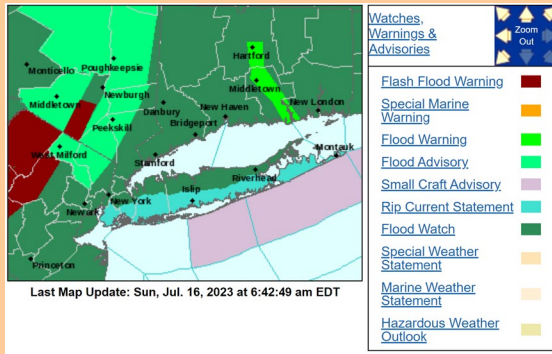 Hartford
Monticello
Poughkeepsie
Middletown
Newburgh
Middletown
Danbury
New Haven
New London
Peekskill
Bridgeport
West Milford
Stamford
Montauk
Riverhead
Islip
New York
Newark
Princeton
Last Map Update: Sun, Jul. 16, 2023 at 6:42:49 am EDT
Watches,
Warnings &
Advisories
Zoom
Out
Flash Flood Warning
Special Marine
Warning
Flood Warning
Flood Advisory
Small Craft Advisory
Rip Current Statement
Flood Watch
Special Weather
Statement
Marine Weather
Statement
Hazardous Weather
Outlook